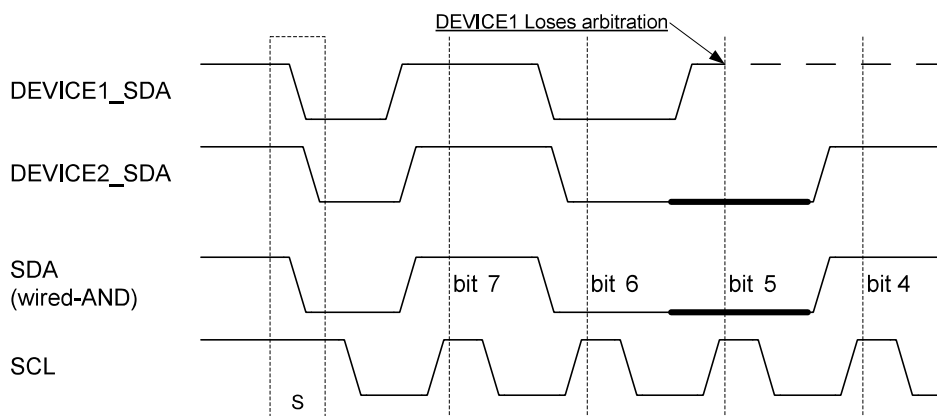 DEVICE1 Loses arbitration
DEVICE1_SDA
DEVICE2_SDA
SDA
(wired-AND)
bit 7
bit 6
bit 5
bit 4
SCL
S